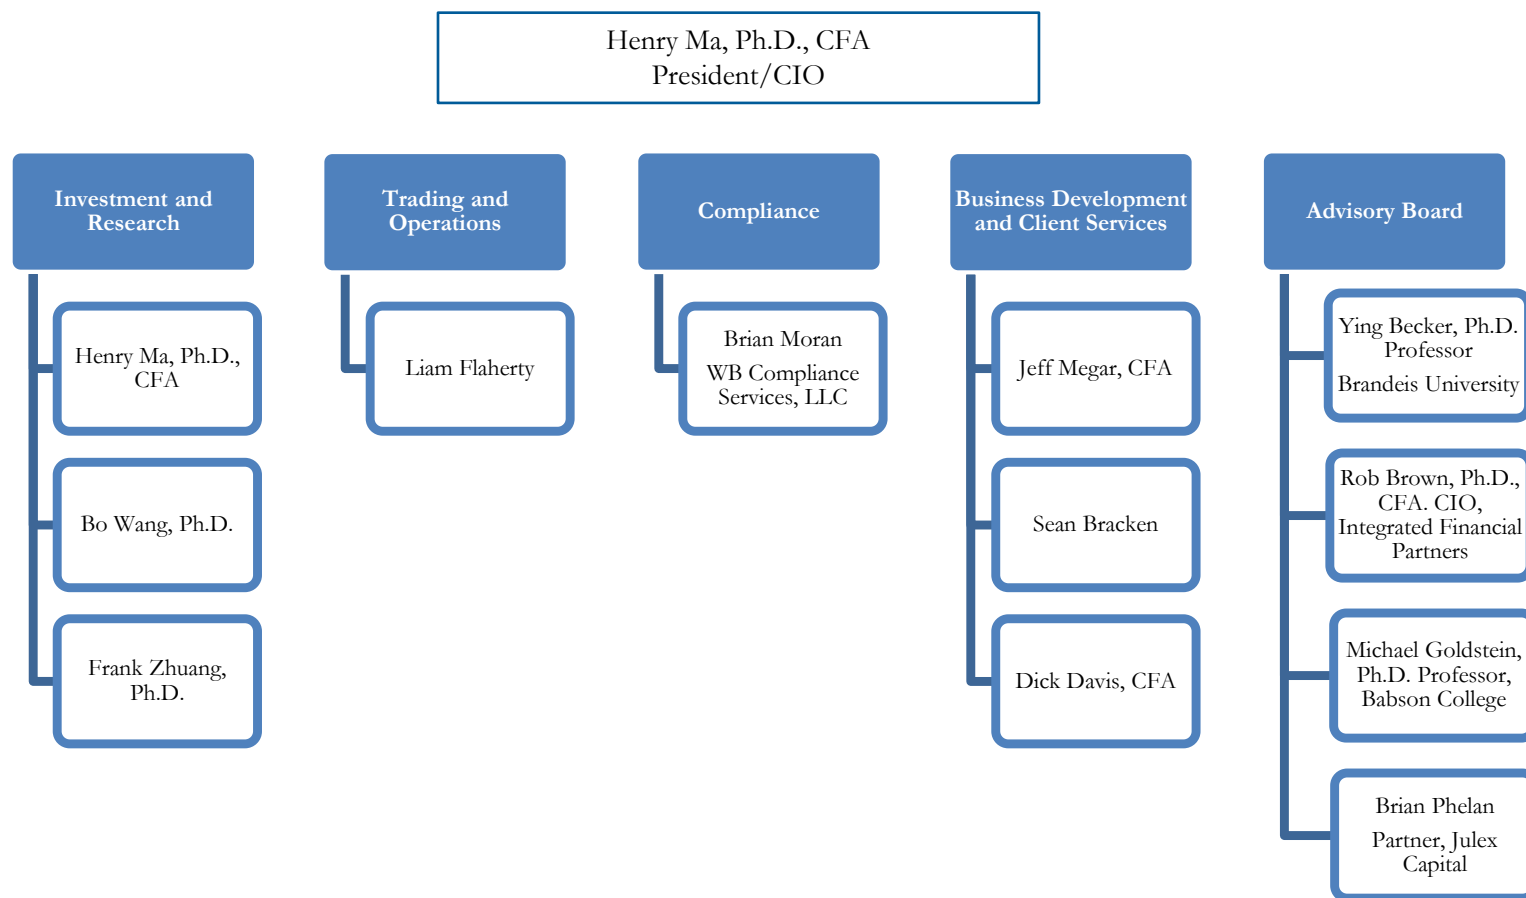 Henry Ma, Ph.D., CFA
President/CIO
Investment and
Research
Henry Ma, Ph.D.,
CFA
Bo Wang, Ph.D.
Frank Zhuang,
Ph.D.
Trading and
Operations
Liam Flaherty
Compliance
Brian Moran
WB Compliance
Services, LLC
Business Development
and Client Services
Jeff Megar, CFA
Sean Bracken
Dick Davis, CFA
Advisory Board
Ying Becker, Ph.D.
Professor
Brandeis University
Rob Brown, Ph.D.,
CFA. CIO,
Integrated Financial
Partners
Michael Goldstein,
Ph.D. Professor,
Babson College
Brian Phelan
Partner, Julex
Capital